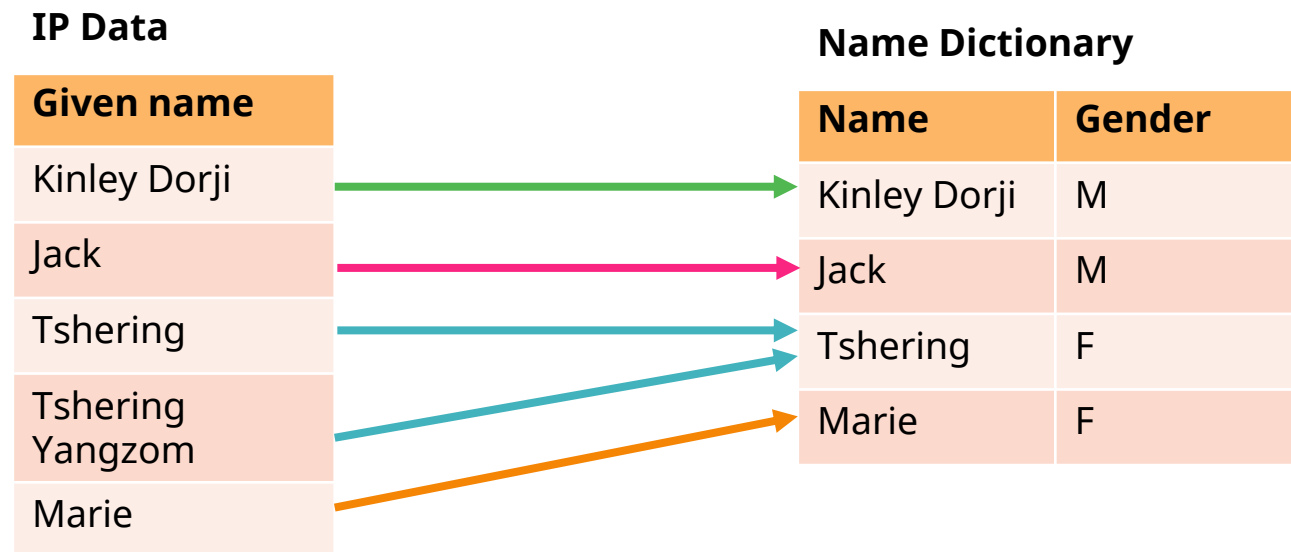 IP Data
Given name
Kinley Dorji
Jack
Tshering
Tshering
Yangzom
Marie
Name Dictionary
Name Gender
Kinley Dorji M
Jack M
Tshering F
Marie F